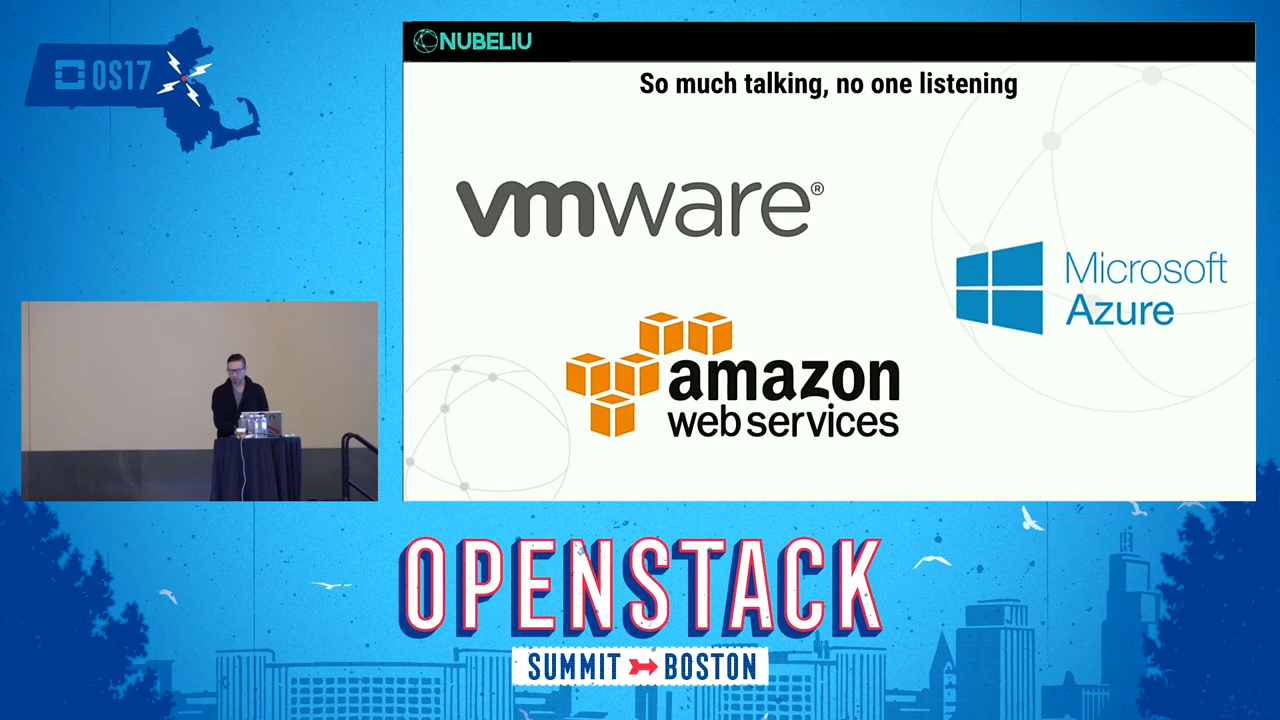 OS17
NUBELIU
So much talking, no one listening
vmware®
Microsoft
Azure
amazon
web services
OPENSTACK
SUMMIT BOSTON